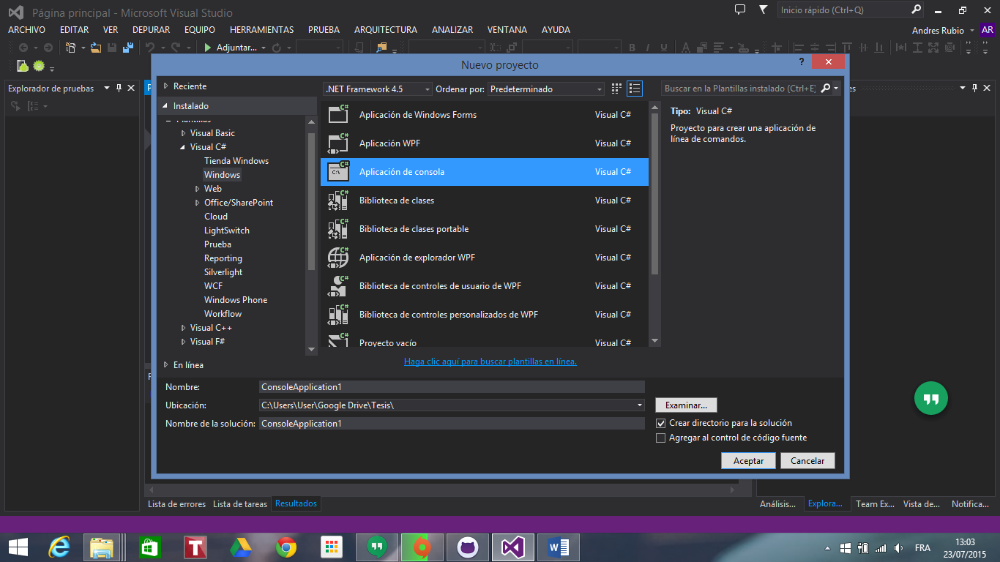 Página principal - Microsoft Visual Studio
Inicio rápido (Ctrl+Q)
ARCHIVO EDITAR VER DEPURAR EQUIPO HERRAMIENTAS PRUEBA ARQUITECTURA ANALIZAR VENTANA AYUDA
Andres Rubio AR
Adjuntar...
Explorador de pruebas
Nuevo proyecto
Reciente
Instalado
Plantillas
Visual Basic
Visual C#
Tienda Windows
Windows
Web
Office/SharePoint
Cloud
LightSwitch
Prueba
Reporting
Silverlight
WCF
Windows Phone
Workflow
Visual C++
Visual F#
En línea
.NET Framework 4.5 Ordenar por: Predeterminado
Aplicación de Windows Forms Visual C#
Aplicación WPF Visual C#
Aplicación de consola Visual C#
Biblioteca de clases Visual C#
Biblioteca de clases portable Visual C#
Aplicación de explorador WPF Visual C#
Biblioteca de controles de usuario de WPF Visual C#
Biblioteca de controles personalizados de WPF Visual C#
Proyecto vacío Visual C#
Haga clic aquí para buscar plantillas en línea.
Buscar en la Plantillas instalado (Ctrl+E)
Tipo: Visual C#
Proyecto para crear una aplicación de
línea de comandos.
Nombre: ConsoleApplication1
Ubicación: C:\Users\User\Google Drive\Tesis\
Examinar...
Nombre de la solución: ConsoleApplication1
Crear directorio para la solución
Agregar al control de código fuente
Aceptar Cancelar
Lista de errores Lista de tareas Resultados
Análisis... Explora... Team Ex... Vista de... Notifica...
FRA
13:03
23/07/2015